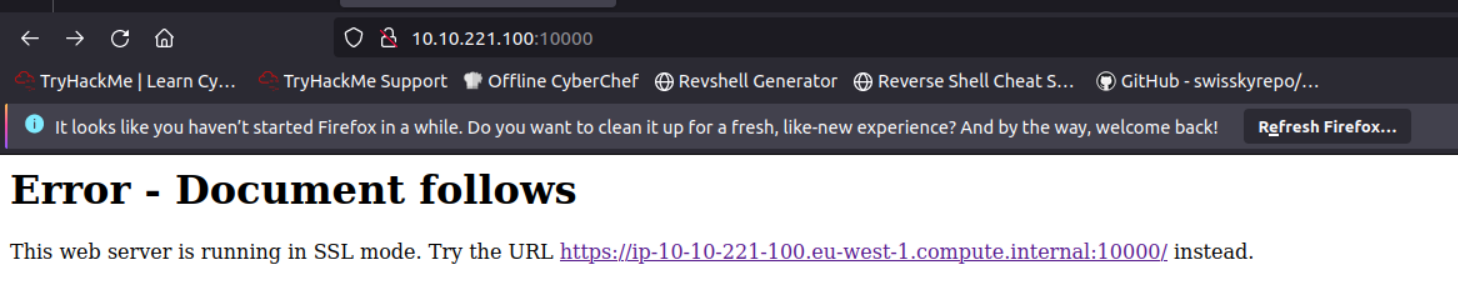 10.10.221.100:10000
TryHackMe | Learn Cy... TryHackMe Support Offline CyberChef Revshell Generator Reverse Shell Cheat S... GitHub - swisskyrepo/...
It looks like you haven't started Firefox in a while. Do you want to clean it up for a fresh, like-new experience? And by the way, welcome back! Refresh Firefox...
Error - Document follows
This web server is running in SSL mode. Try the URL https://ip-10-10-221-100.eu-west-1.compute.internal:10000/ instead.